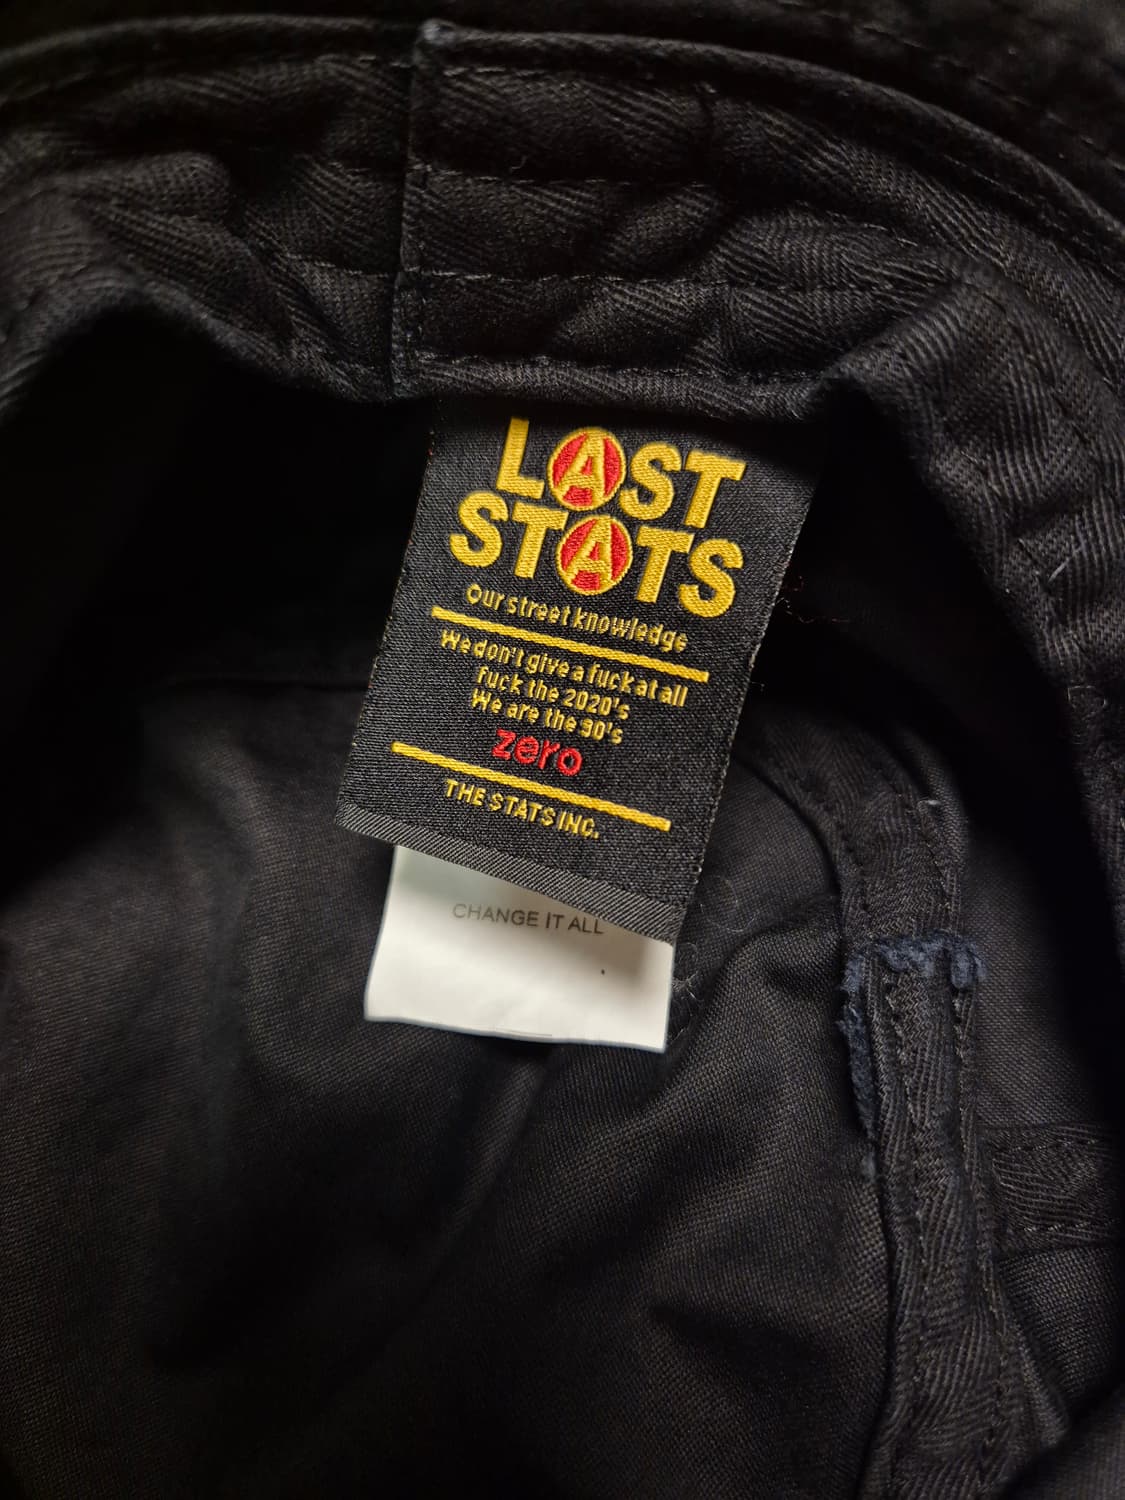 LAST
STATS
Our street knowledge
We don't give a fuck at all
fuck the 2020's
We are the 90's
zero
THE STATS INC.
CHANGE IT ALL